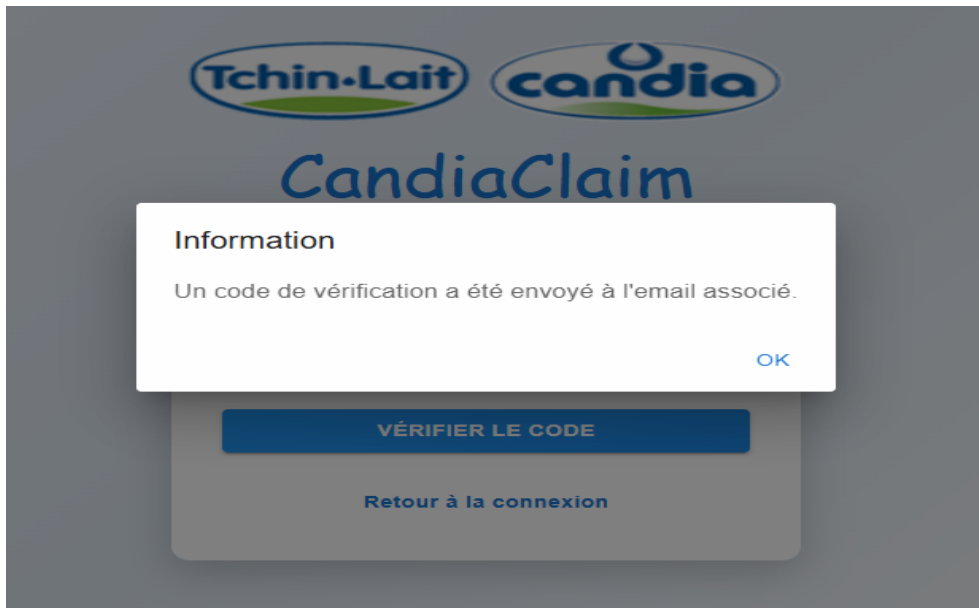 Tchin-Lait
candia
CandiaClaim
Information
Un code de vérification a été envoyé à l'email associé.
OK
VÉRIFIER LE CODE
Retour à la connexion